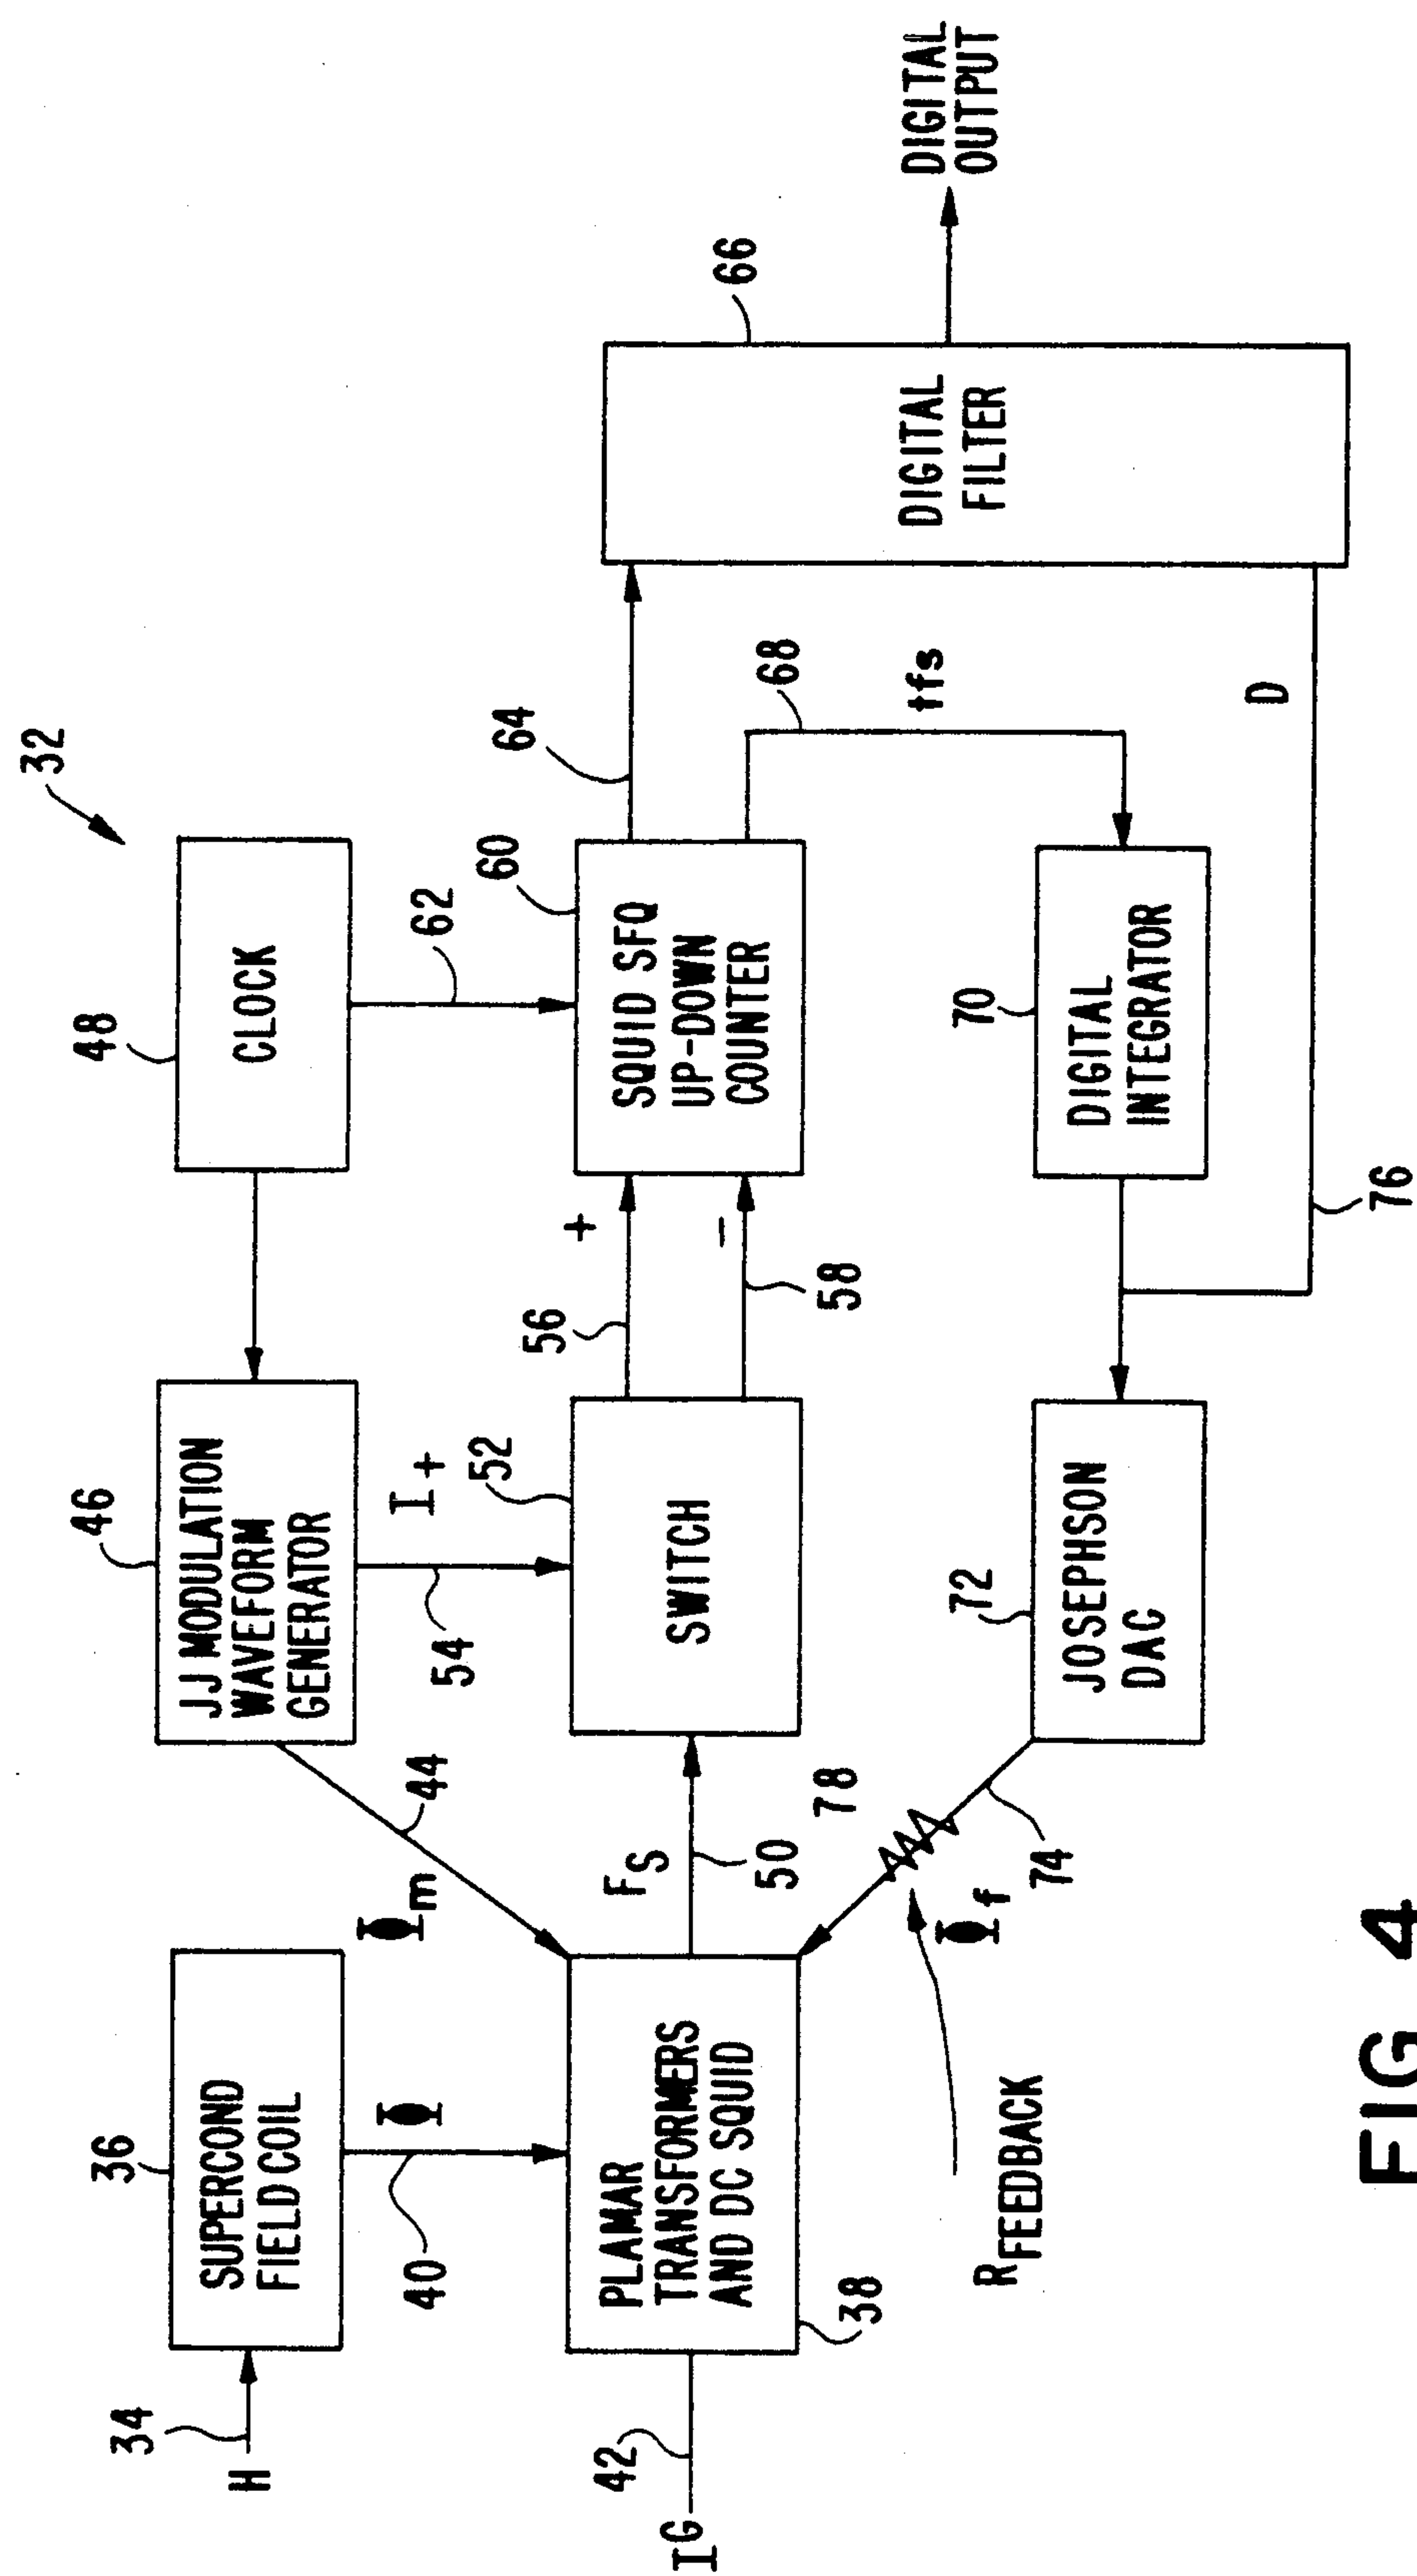 32
34
H
36
SUPERCOND
FIELD COIL
40
Φ
Φm
44
46
JJ MODULATION
WAVEFORM
GENERATOR
48
CLOCK
54
I+
62
IG
42
PLAMAR
TRANSFORMERS
AND DC SQUID
38
FS
50
52
SWITCH
56
+
-
58
60
SQUID SFQ
UP-DOWN
COUNTER
64
66
DIGITAL
FILTER
DIGITAL
OUTPUT
68
tfs
70
DIGITAL
INTEGRATOR
72
JOSEPHSON
DAC
74
78
Φf
RFEEDBACK
76
D
FIG 4